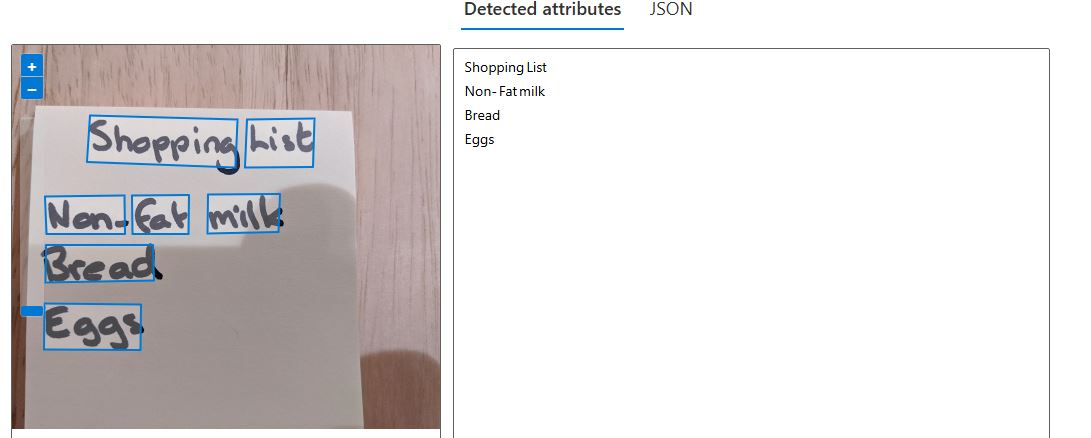 Detected attributes JSON
+
−
Shopping List
Non-Fat milk
Bread
Eggs
Shopping List
Non- Fat milk
Bread
Eggs